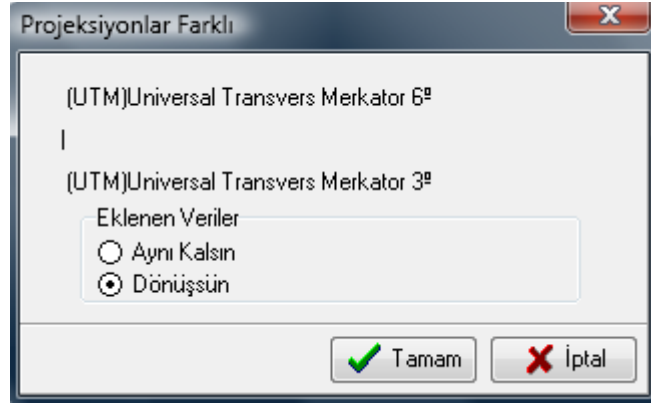 Projeksiyonlar Farklı
(UTM)Universal Transvers Merkator 6º
|
(UTM)Universal Transvers Merkator 3º
Eklenen Veriler
Aynı Kalsın
Dönüşsün
Tamam
İptal